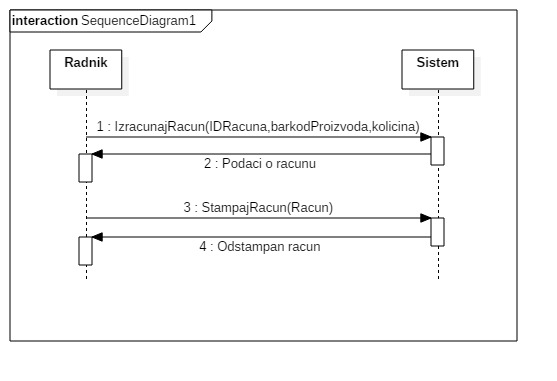 interaction SequenceDiagram1
Radnik
Sistem
1 : IzracunajRacun(IDRacuna,barkodProizvoda,kolicina)
2 : Podaci o racunu
3 : StampajRacun(Racun)
4 : Odstampan racun